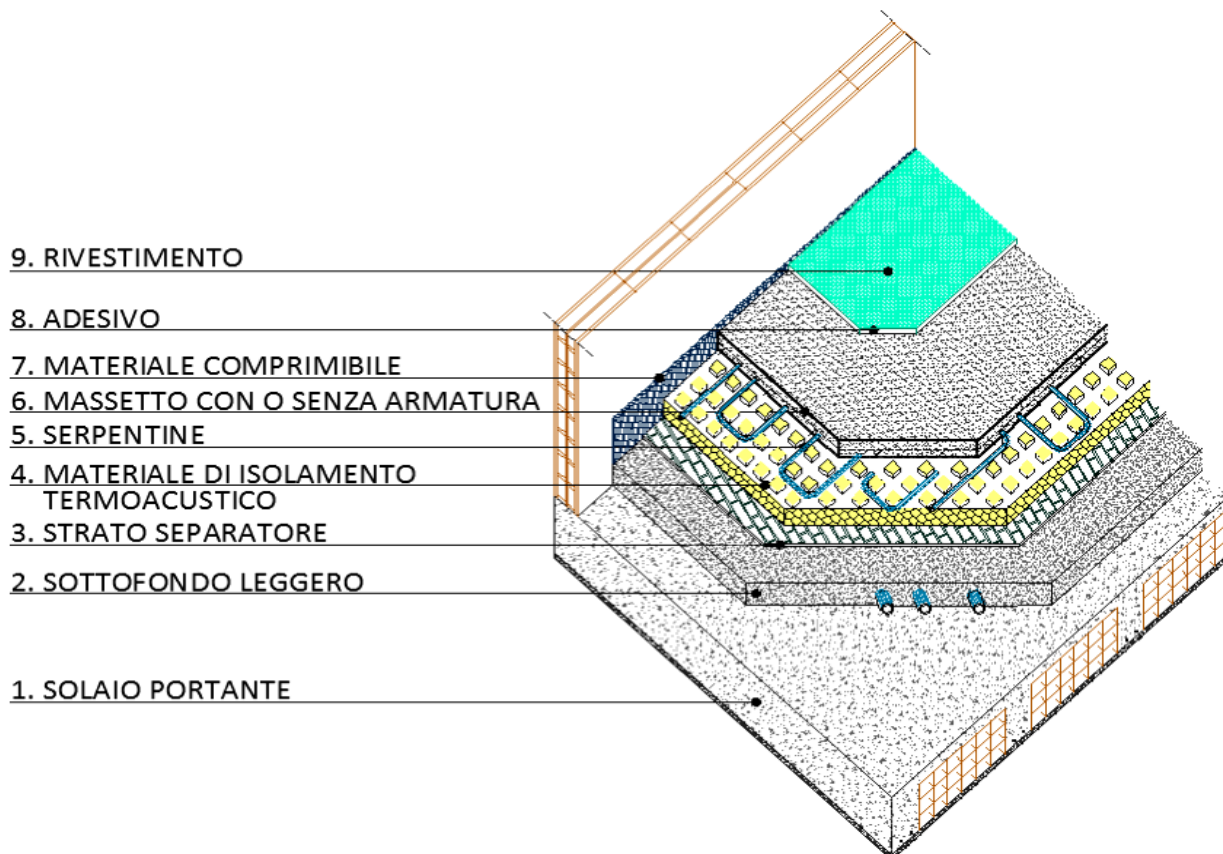 9. RIVESTIMENTO
8. ADESIVO
7. MATERIALE COMPRIMIBILE
6. MASSETTO CON O SENZA ARMATURA
5. SERPENTINE
4. MATERIALE DI ISOLAMENTO
TERMOACUSTICO
3. STRATO SEPARATORE
2. SOTTOFONDO LEGGERO
1. SOLAIO PORTANTE